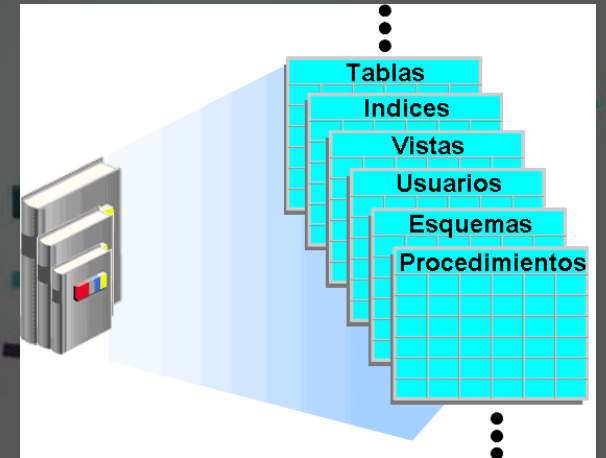 Tablas
Indices
Vistas
Usuarios
Esquemas
Procedimientos